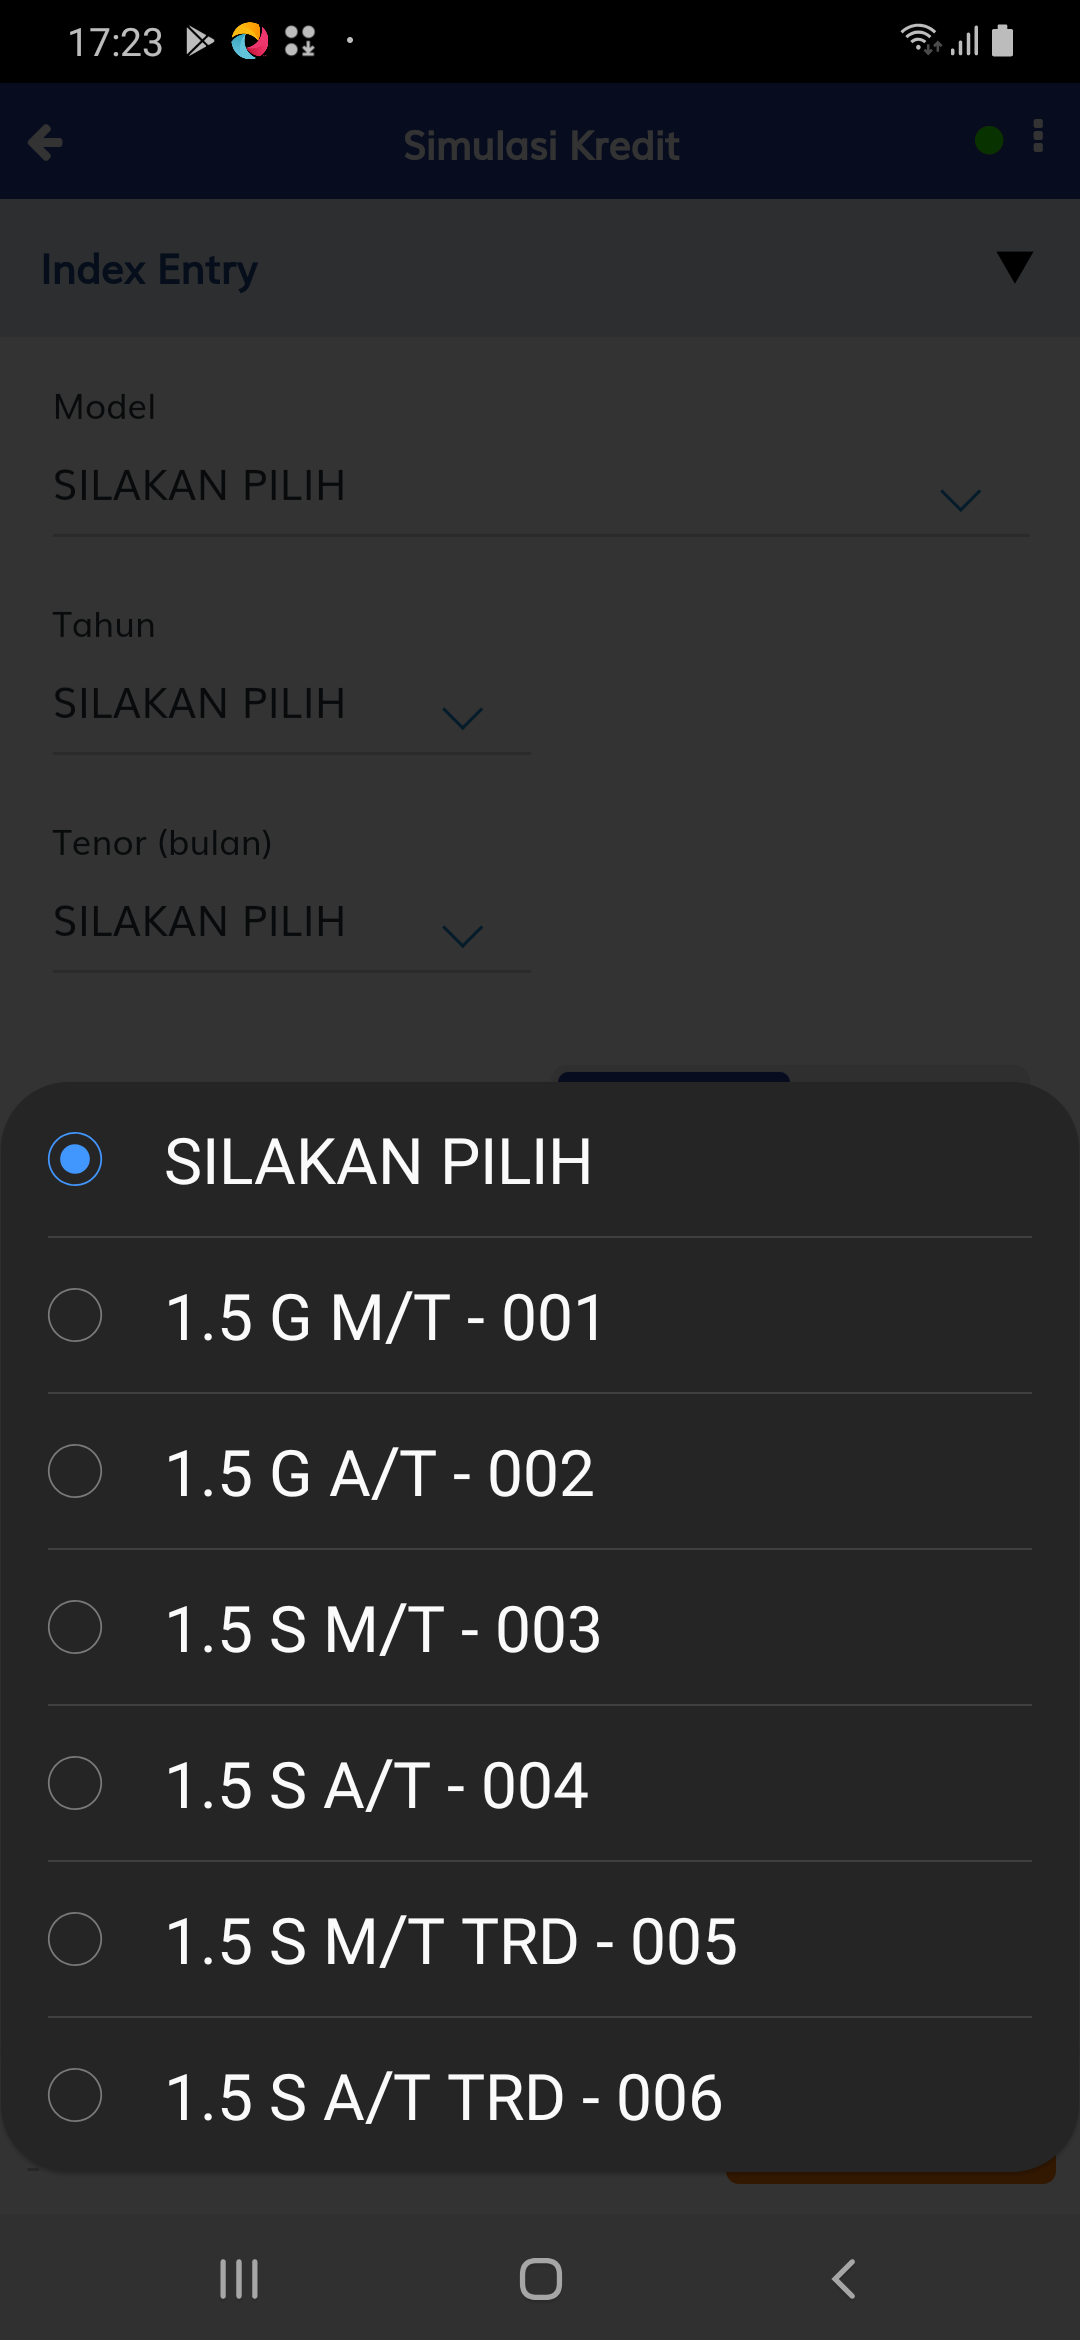 17:23
Simulasi Kredit
Index Entry
Model
SILAKAN PILIH
Tahun
SILAKAN PILIH
Tenor (bulan)
SILAKAN PILIH
SILAKAN PILIH
1.5 G M/T - 001
1.5 G A/T - 002
1.5 S M/T - 003
1.5 S A/T - 004
1.5 S M/T TRD - 005
1.5 S A/T TRD - 006